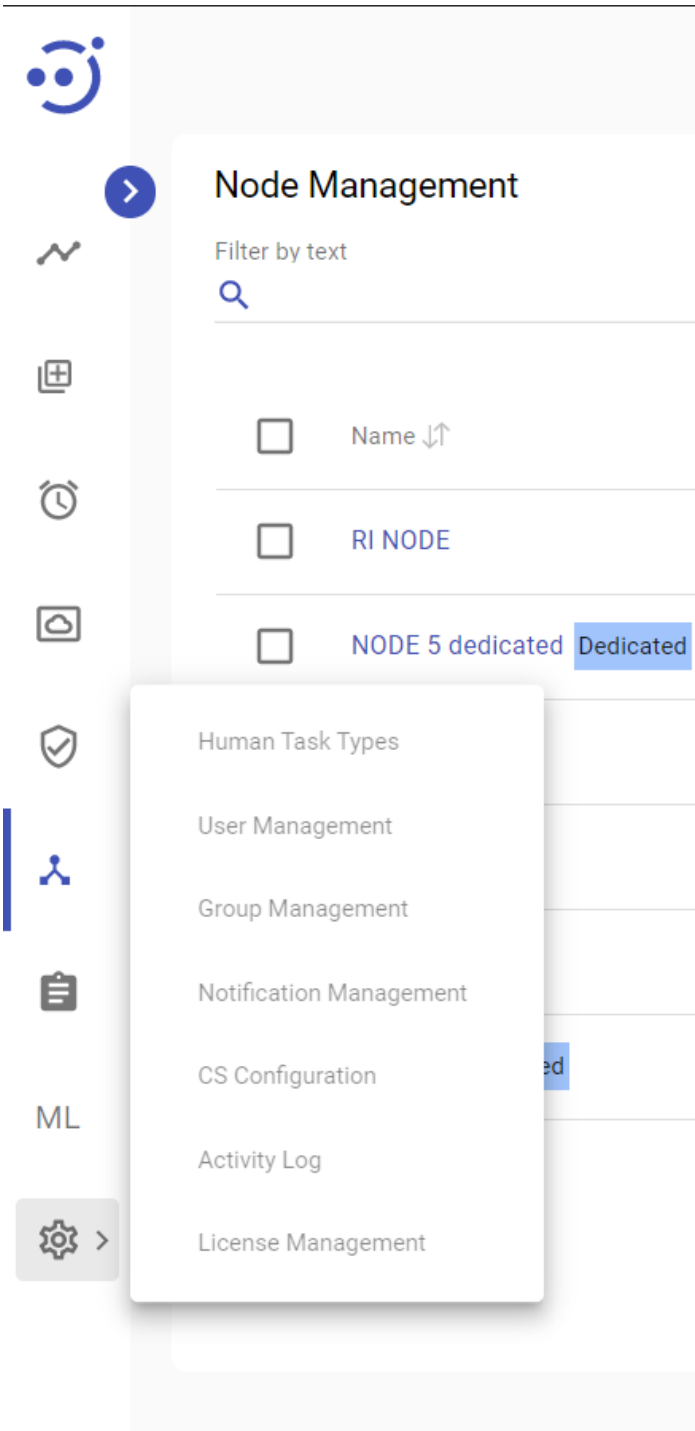 Node Management
Filter by text
Name
RI NODE
NODE 5 dedicated Dedicated
Human Task Types
User Management
Group Management
Notification Management
CS Configuration
Activity Log
License Management
ML